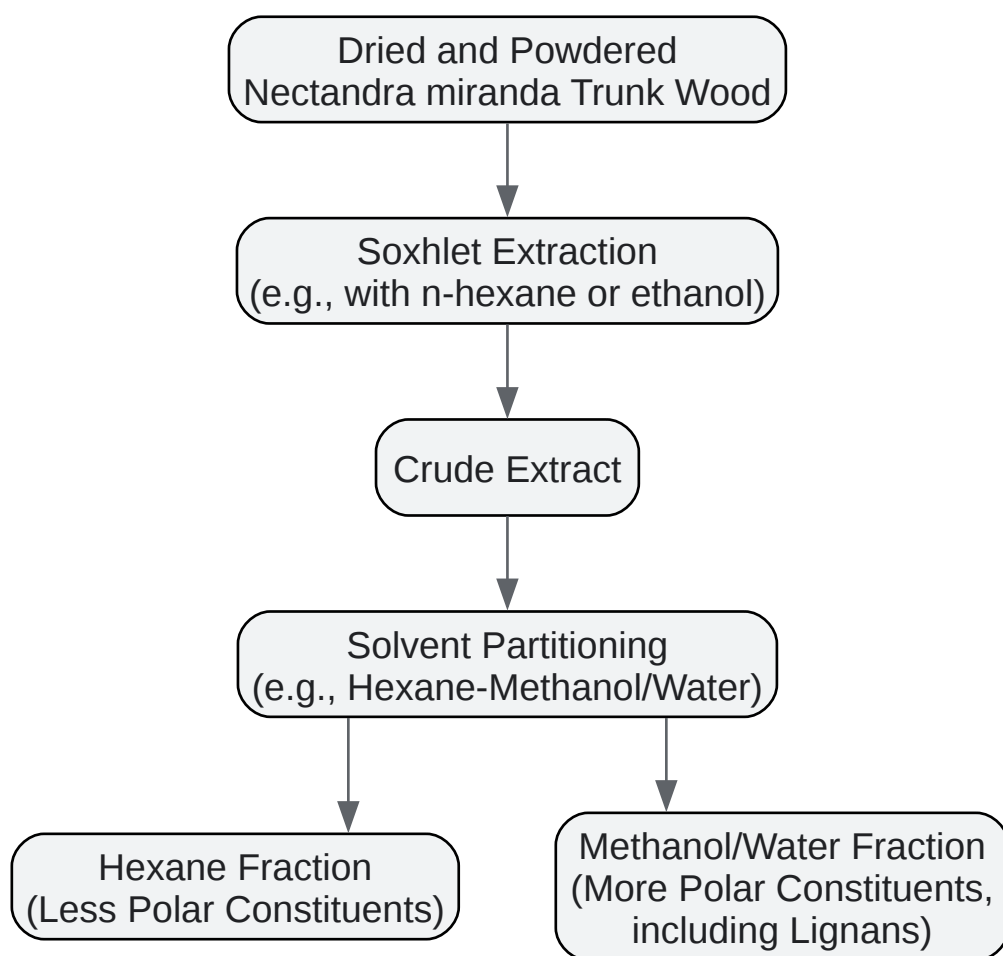 Dried and Powdered
Nectandra miranda Trunk Wood
Soxhlet Extraction
(e.g., with n-hexane or ethanol)
Crude Extract
Solvent Partitioning
(e.g., Hexane-Methanol/Water)
Hexane Fraction
(Less Polar Constituents)
Methanol/Water Fraction
(More Polar Constituents,
including Lignans)